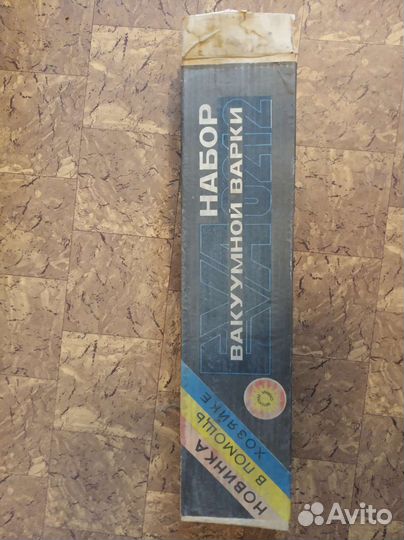 НАБОР
ВАКУУМНОЙ ВАРКИ
НОВИНКА
В ПОМОЩЬ
ХОЗЯЙКЕ
Avito